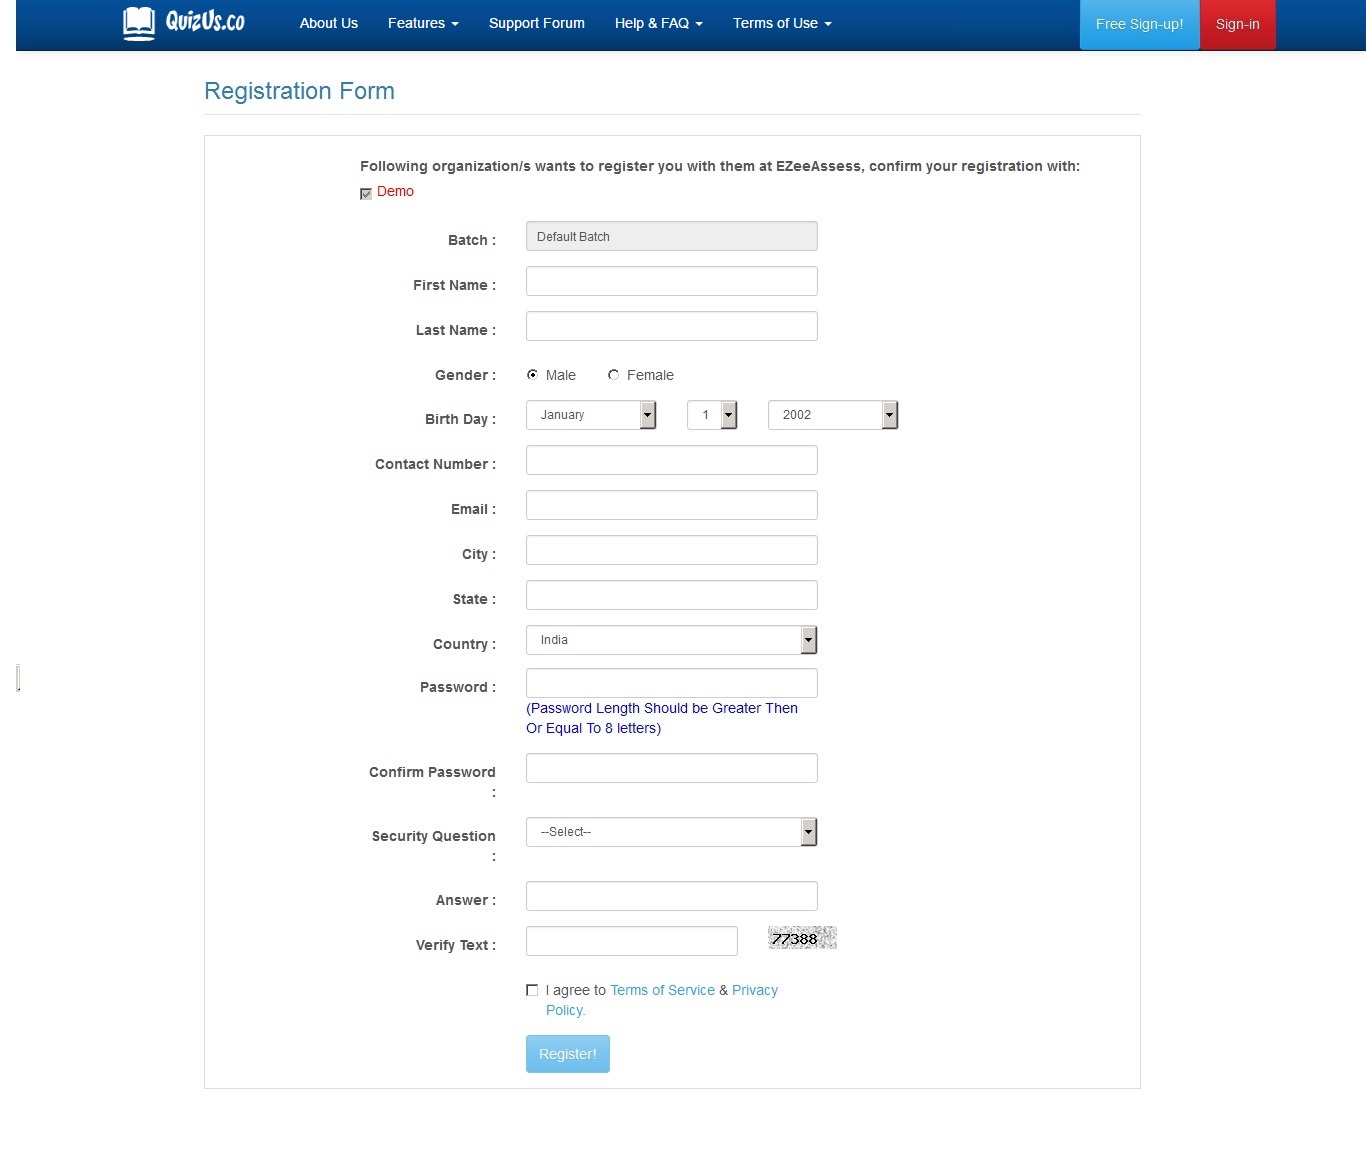 QuizUs.co About Us Features Support Forum Help & FAQ Terms of Use Free Sign-up! Sign-in
Registration Form
Following organization/s wants to register you with them at EZeeAssess, confirm your registration with:
Demo
Batch : Default Batch
First Name :
Last Name :
Gender : Male Female
Birth Day : January 1 2002
Contact Number :
Email :
City :
State :
Country : India
Password :
(Password Length Should be Greater Then
Or Equal To 8 letters)
Confirm Password
:
Security Question --Select--
:
Answer :
Verify Text : 77388
I agree to Terms of Service & Privacy
Policy.
Register!